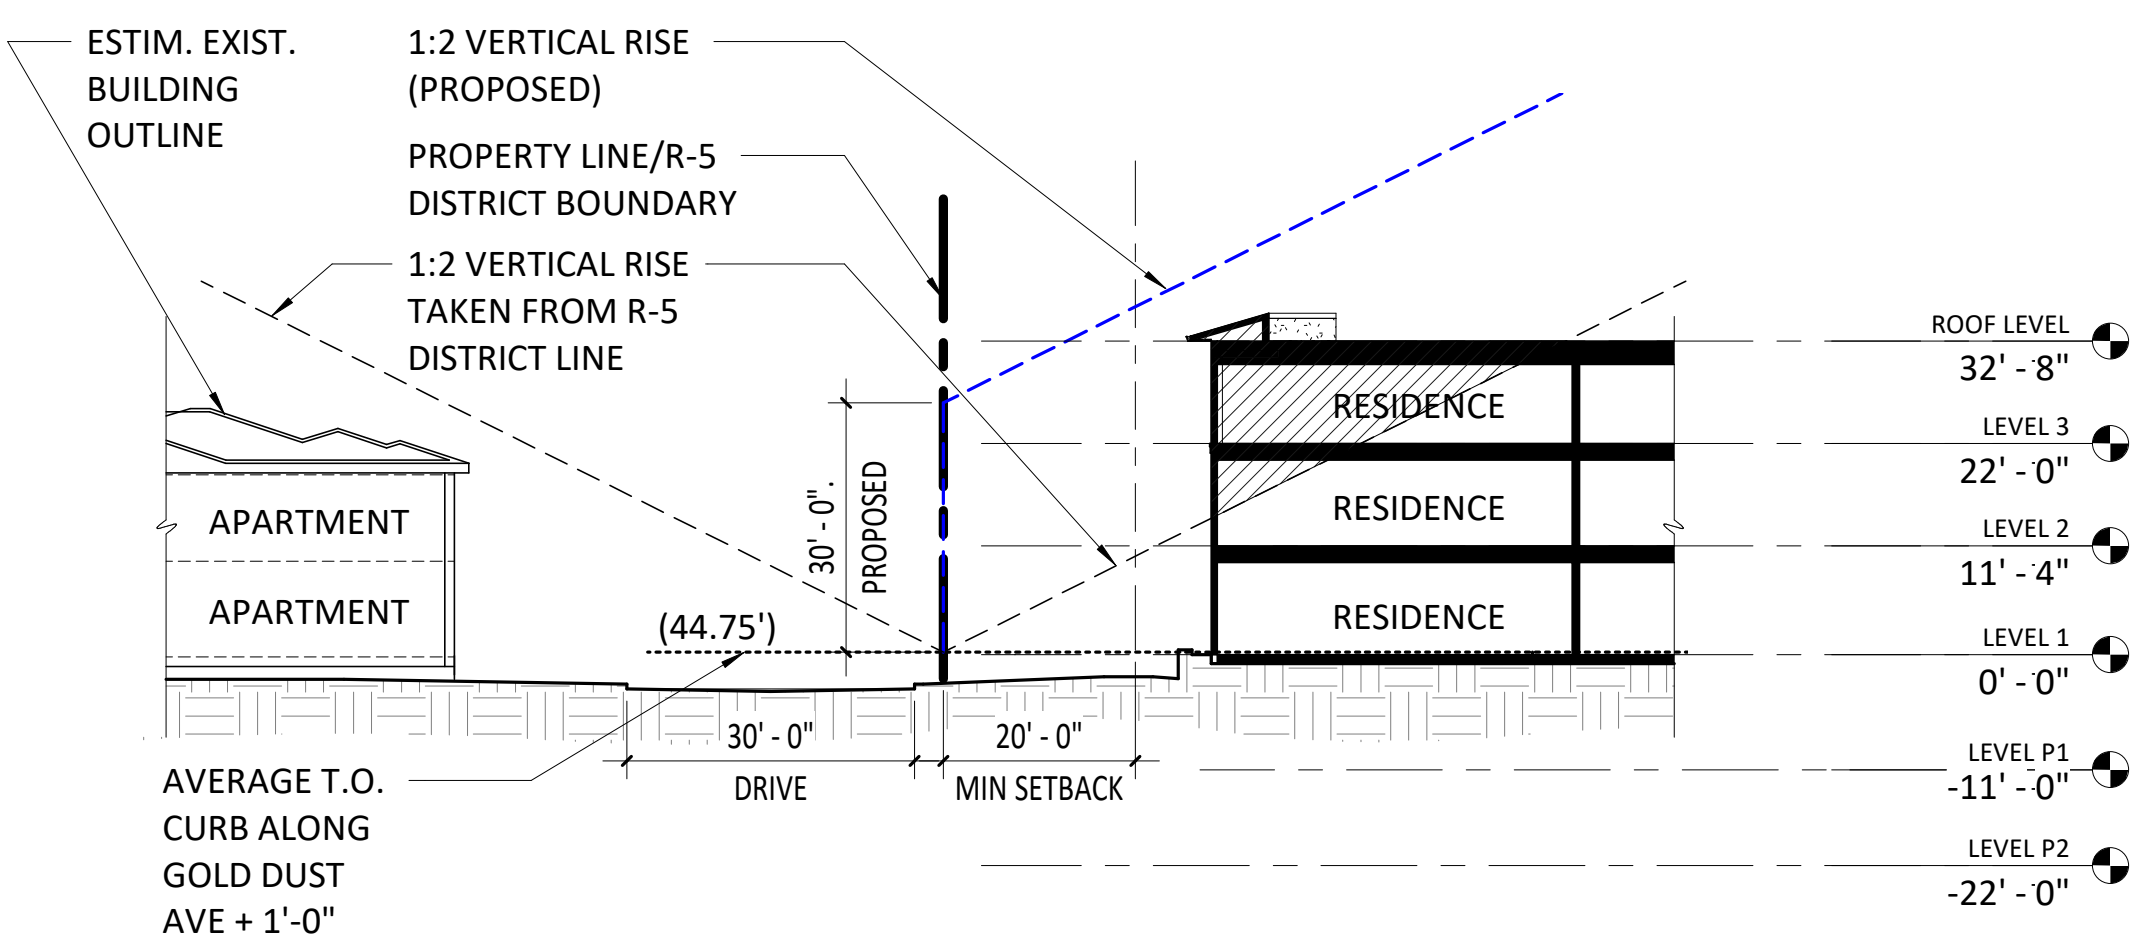 ESTIM. EXIST.
BUILDING
OUTLINE
1:2 VERTICAL RISE
(PROPOSED)
PROPERTY LINE/R-5
DISTRICT BOUNDARY
1:2 VERTICAL RISE
TAKEN FROM R-5
DISTRICT LINE
APARTMENT
APARTMENT
30' - 0".
PROPOSED
(44.75')
RESIDENCE
RESIDENCE
RESIDENCE
ROOF LEVEL
32' - 8"
LEVEL 3
22' - 0"
LEVEL 2
11' - 4"
LEVEL 1
0' - 0"
LEVEL P1
-11' - 0"
LEVEL P2
-22' - 0"
30' - 0"
DRIVE
20' - 0"
MIN SETBACK
AVERAGE T.O.
CURB ALONG
GOLD DUST
AVE + 1'-0"